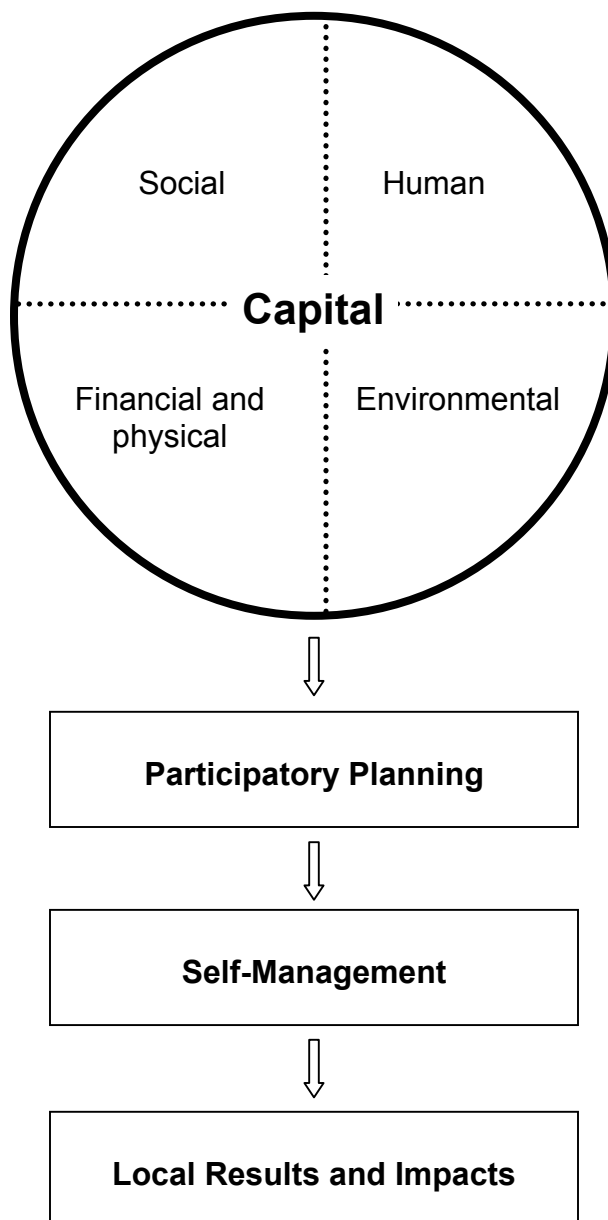 Social
Human
Capital
Financial and
physical
Environmental
Participatory Planning
Self-Management
Local Results and Impacts